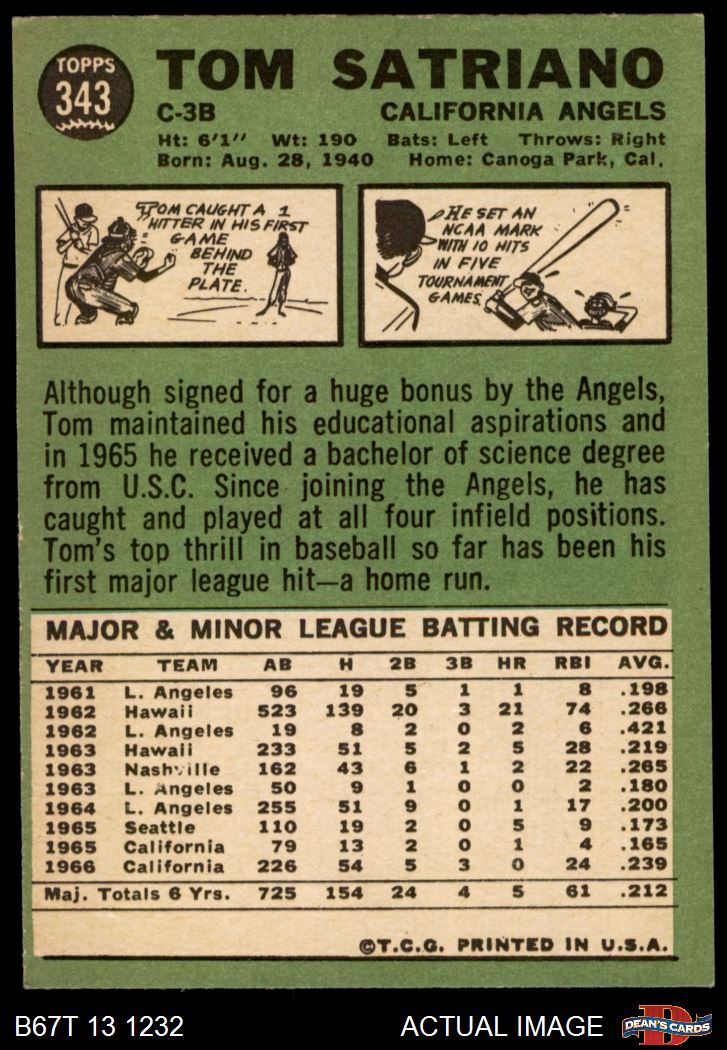 TOPPS
343
TOM SATRIANO
C-3B CALIFORNIA ANGELS
Ht: 6'1" Wt: 190 Bats: Left Throws: Right
Born: Aug. 28, 1940 Home: Canoga Park, Cal.
TOM CAUGHT A 1
HITTER IN HIS FIRST
GAME
BEHIND
THE
PLATE.
HE SET AN
NCAA MARK
WITH 10 HITS
IN FIVE
TOURNAMENT
GAMES.
Although signed for a huge bonus by the Angels,
Tom maintained his educational aspirations and
in 1965 he received a bachelor of science degree
from U.S.C. Since joining the Angels, he has
caught and played at all four infield positions.
Tom's top thrill in baseball so far has been his
first major league hit—a home run.
MAJOR & MINOR LEAGUE BATTING RECORD
YEAR TEAM AB H 2B 3B HR RBI AVG.
1961 L. Angeles 96 19 5 1 1 8 .198
1962 Hawaii 523 139 20 3 21 74 .266
1962 L. Angeles 19 8 2 0 2 6 .421
1963 Hawaii 233 51 5 2 5 28 .219
1963 Nashville 162 43 6 1 2 22 .265
1963 L. Angeles 50 9 1 0 0 2 .180
1964 L. Angeles 255 51 9 0 1 17 .200
1965 Seattle 110 19 2 0 5 9 .173
1965 California 79 13 2 0 1 4 .165
1966 California 226 54 5 3 0 24 .239
Maj. Totals 6 Yrs. 725 154 24 4 5 61 .212
©T.C.G. PRINTED IN U.S.A.
B67T 13 1232 ACTUAL IMAGE
D
DEAN'S CARDS